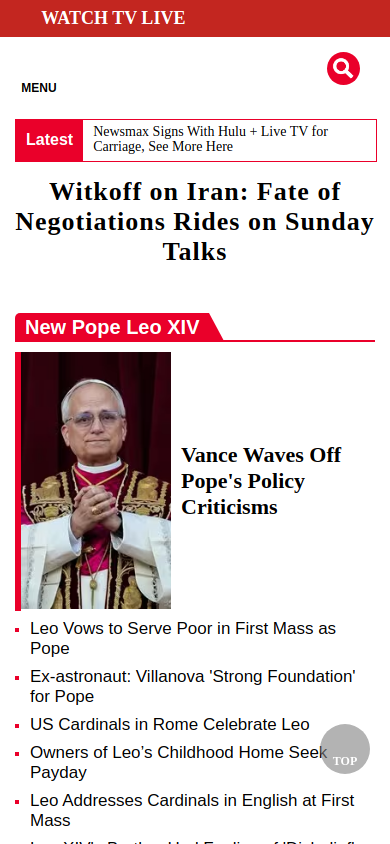 WATCH TV LIVE
MENU
Latest
Newsmax Signs With Hulu + Live TV for
Carriage, See More Here
Witkoff on Iran: Fate of
Negotiations Rides on Sunday
Talks
New Pope Leo XIV
Vance Waves Off
Pope's Policy
Criticisms
Leo Vows to Serve Poor in First Mass as
Pope
Ex-astronaut: Villanova 'Strong Foundation'
for Pope
US Cardinals in Rome Celebrate Leo
Owners of Leo’s Childhood Home Seek
Payday
TOP
Leo Addresses Cardinals in English at First
Mass